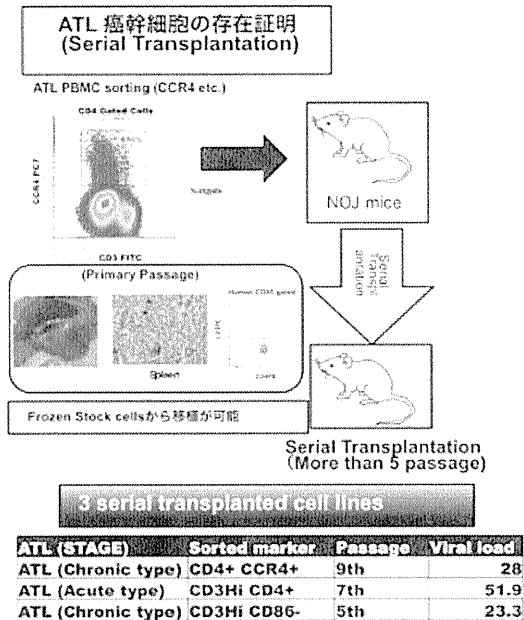 ATL 癌幹細胞の存在証明
(Serial Transplantation)
ATL PBMC sorting (CCR4 etc.)
CD4 Gated Cells
CCR4 PC7
CD3 FITC
NOJ mice
Serial
Transpl
antation
(Primary Passage)
Human CD45 gated
Spleen
Frozen Stock cellsから移植が可能
Serial Transplantation
(More than 5 passage)
3 serial transplanted cell lines
ATL (STAGE) Sorted marker Passage Viral load
ATL (Chronic type) CD4+ CCR4+ 9th 28
ATL (Acute type) CD3Hi CD4+ 7th 51.9
ATL (Chronic type) CD3Hi CD86- 5th 23.3